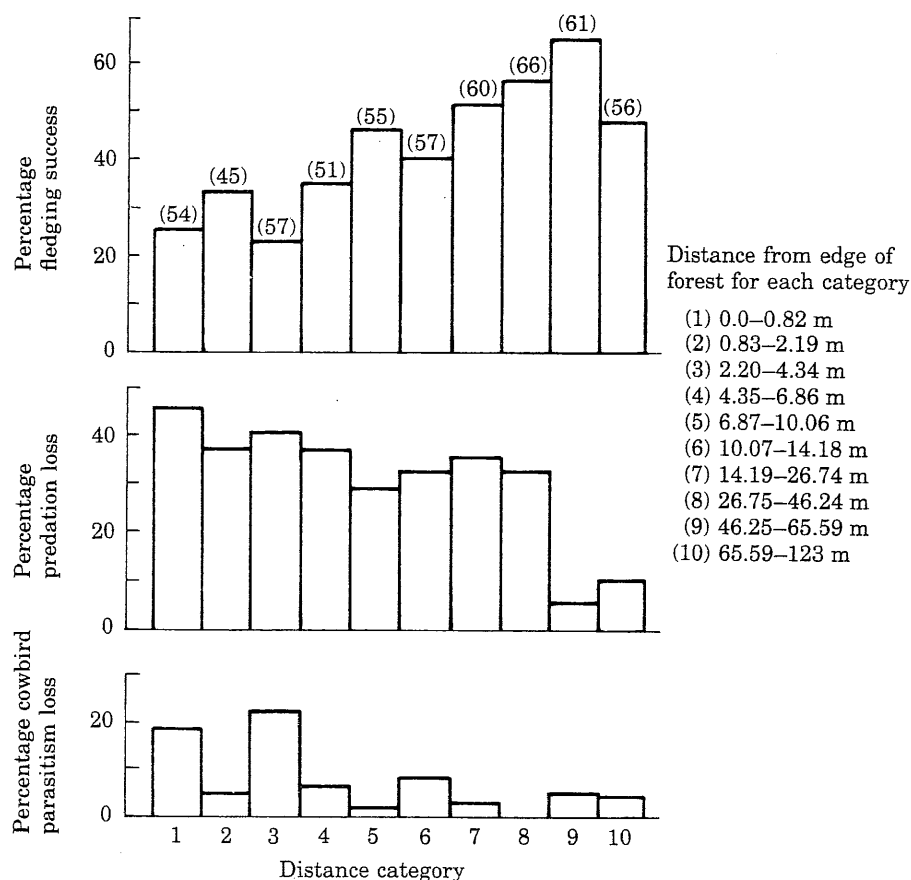 Percentage
fledging success
60
40
20
0
(54)
(45)
(57)
(51)
(55)
(57)
(60)
(66)
(61)
(56)
Distance from edge of
forest for each category
(1) 0.0–0.82 m
(2) 0.83–2.19 m
(3) 2.20–4.34 m
(4) 4.35–6.86 m
(5) 6.87–10.06 m
(6) 10.07–14.18 m
(7) 14.19–26.74 m
(8) 26.75–46.24 m
(9) 46.25–65.59 m
(10) 65.59–123 m
Percentage
predation loss
40
20
0
Percentage cowbird
parasitism loss
20
0
1 2 3 4 5 6 7 8 9 10
Distance category